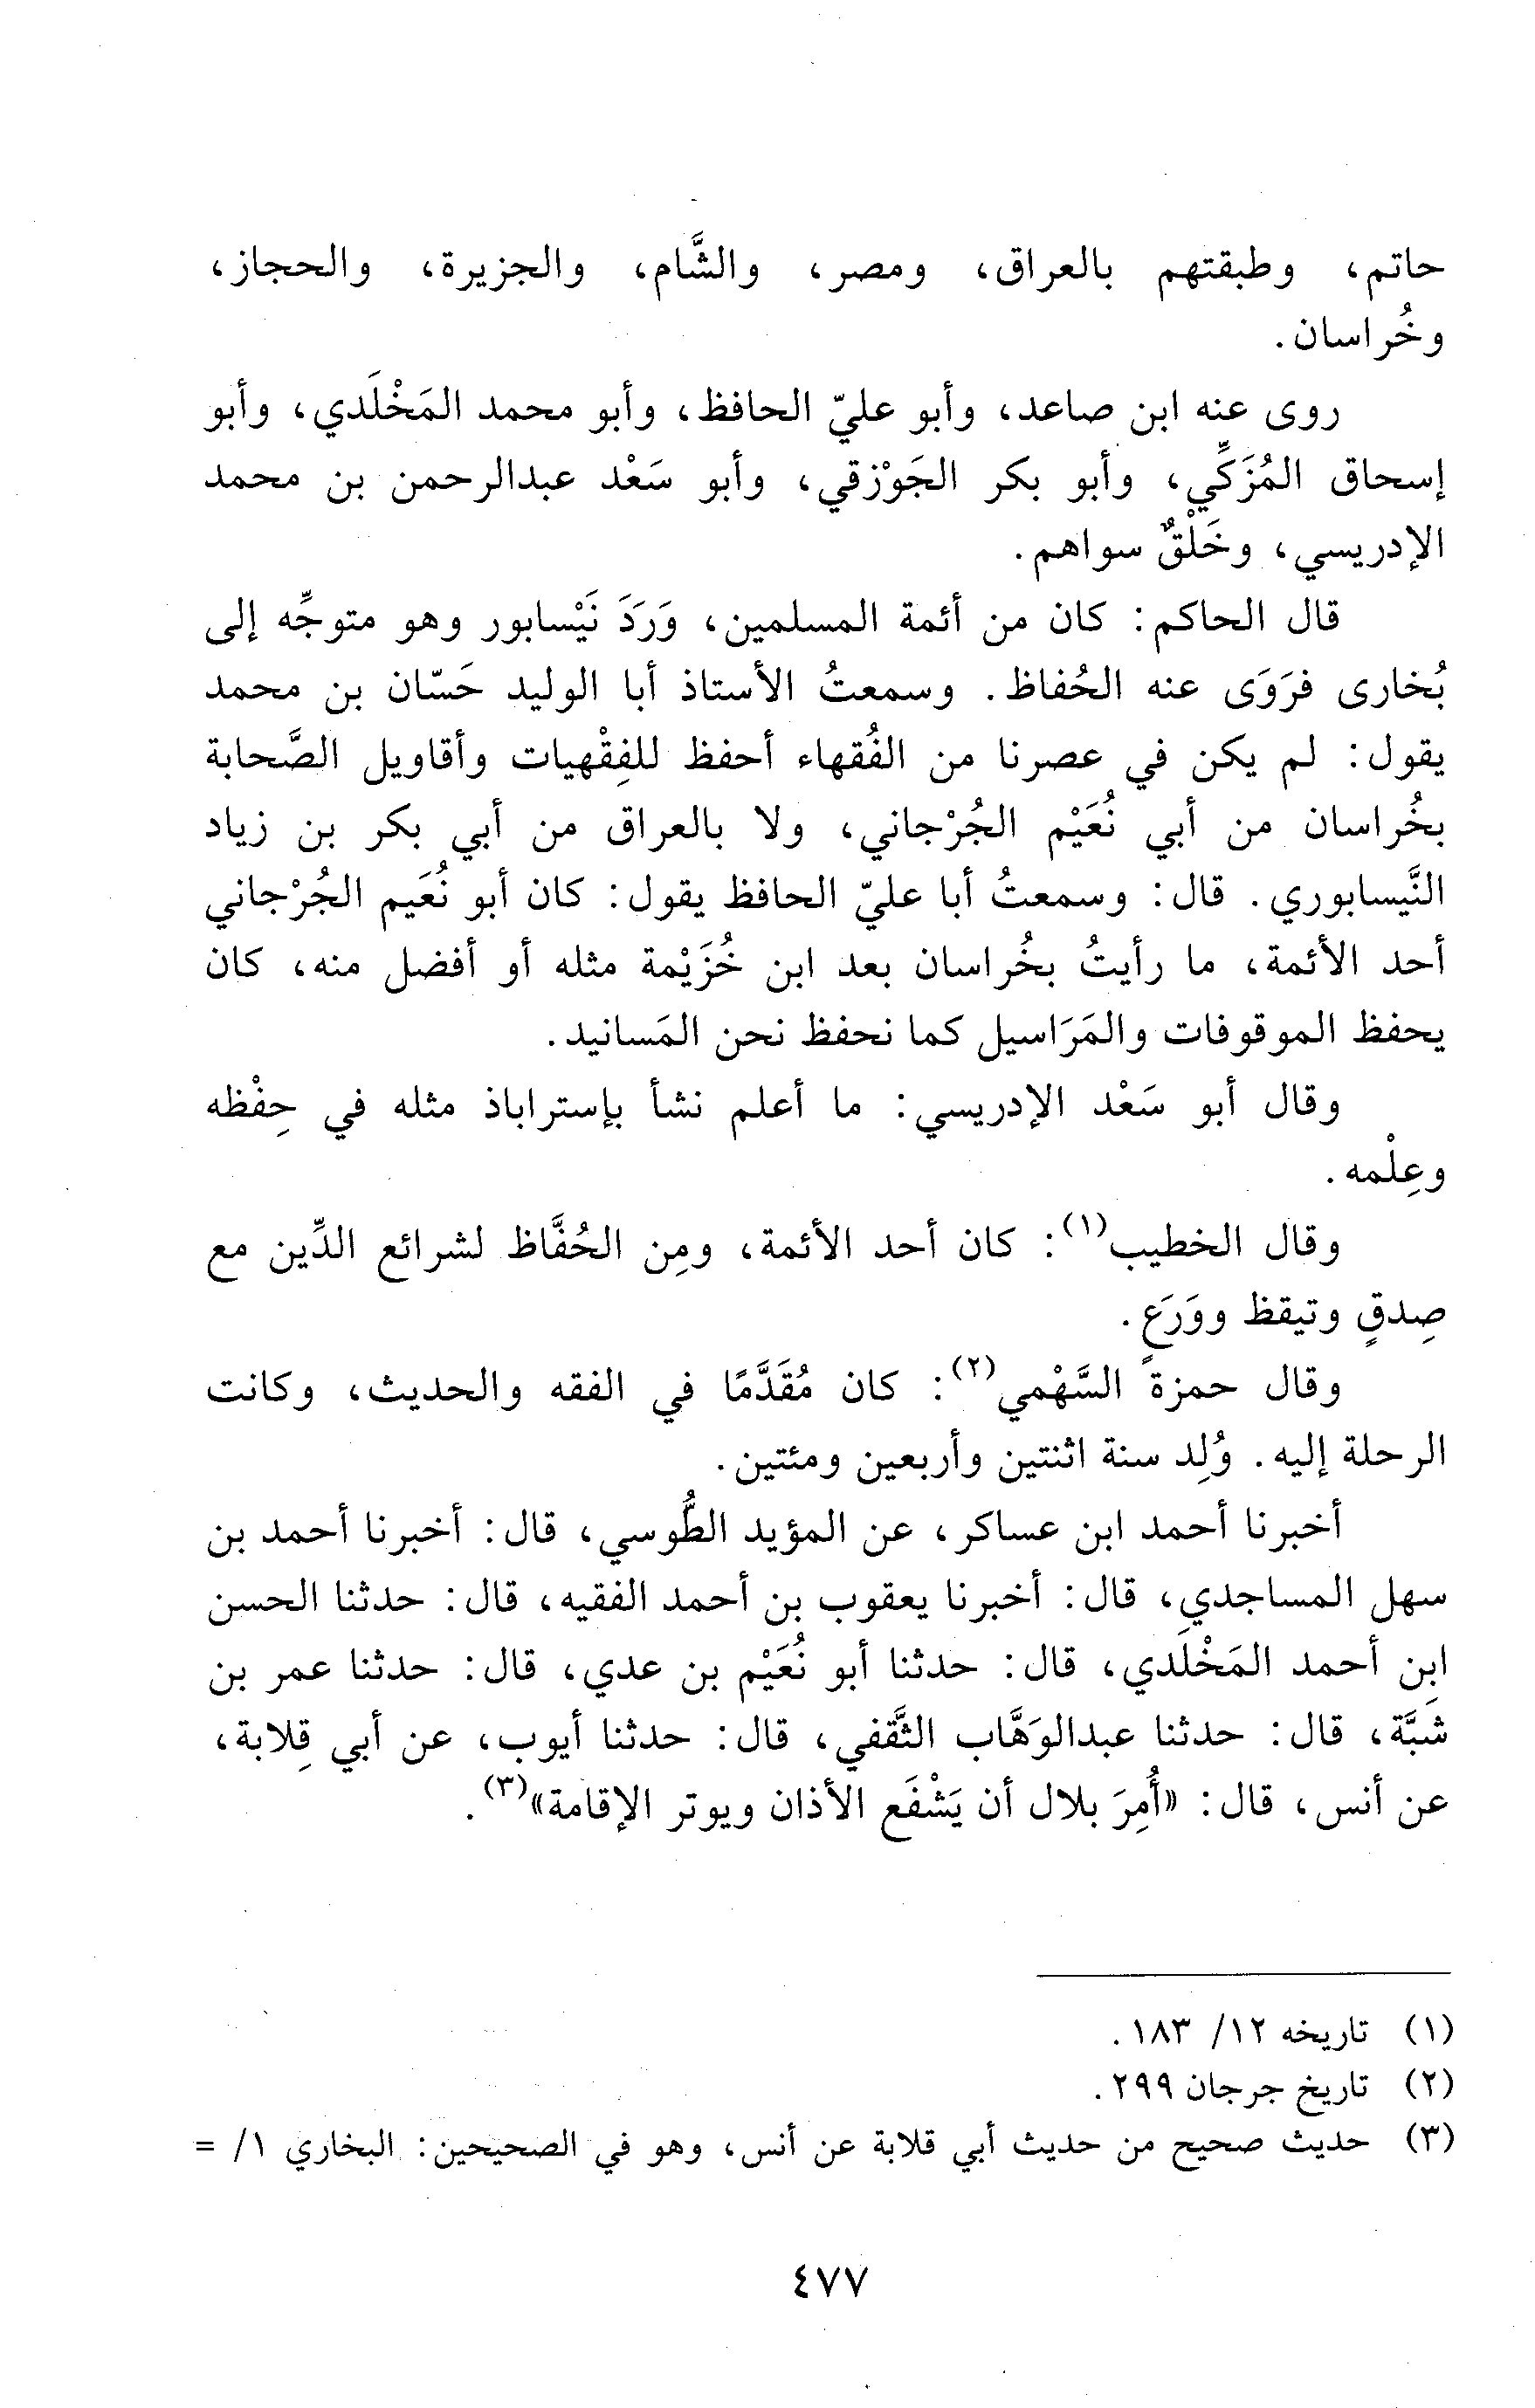 حاتم، وطبقتهم بالعراق، ومصر، والشَّام، والجزيرة، والحجاز،
وخُراسان.
روى عنه ابن صاعد، وأبو عليّ الحافظ، وأبو محمد المَخْلَدي، وأبو
إسحاق المُزَكِّي، وأبو بكر الجَوْزقي، وأبو سَعْد عبدالرحمن بن محمد
الإدريسي، وخَلْقٌ سواهم.
قال الحاكم: كان من أئمة المسلمين، وَرَدَ نَيْسابور وهو متوجِّه إلى
بُخارى فرَوَى عنه الحُفاظ. وسمعتُ الأستاذ أبا الوليد حَسّان بن محمد
يقول: لم يكن في عصرنا من الفُقهاء أحفظ للفِقْهيات وأقاويل الصَّحابة
بخُراسان من أبي نُعَيْم الجُرْجاني، ولا بالعراق من أبي بكر بن زياد
النَّيسابوري. قال: وسمعتُ أبا عليّ الحافظ يقول: كان أبو نُعَيم الجُرْجاني
أحد الأئمة، ما رأيتُ بخُراسان بعد ابن خُزَيْمة مثله أو أفضل منه، كان
يحفظ الموقوفات والمَرَاسيل كما نحفظ نحن المَسانيد.
وقال أبو سَعْد الإدريسي: ما أعلم نشأ بإستراباذ مثله في حِفْظه
وعِلْمه.
وقال الخطيب(١): كان أحد الأئمة، ومِن الحُفَّاظ لشرائع الدِّين مع
صِدقٍ وتيقظ ووَرَعٍ.
وقال حمزة السَّهْمي(٢): كان مُقَدَّمًا في الفقه والحديث، وكانت
الرحلة إليه. وُلِد سنة اثنتين وأربعين ومئتين.
أخبرنا أحمد ابن عساكر، عن المؤيد الطُّوسي، قال: أخبرنا أحمد بن
سهل المساجدي، قال: أخبرنا يعقوب بن أحمد الفقيه، قال: حدثنا الحسن
ابن أحمد المَخْلَدي، قال: حدثنا أبو نُعَيْم بن عدي، قال: حدثنا عمر بن
شَبَّة، قال: حدثنا عبدالوَهَّاب الثَّقفي، قال: حدثنا أيوب، عن أبي قِلابة،
عن أنس، قال: «أُمِرَ بلال أن يَشْفَع الأذان ويوتر الإقامة»(٣).
(١) تاريخه ١٢/ ١٨٣.
(٢) تاريخ جرجان ٢٩٩.
(٣) حديث صحيح من حديث أبي قلابة عن أنس، وهو في الصحيحين: البخاري ١/ =
٤٧٧